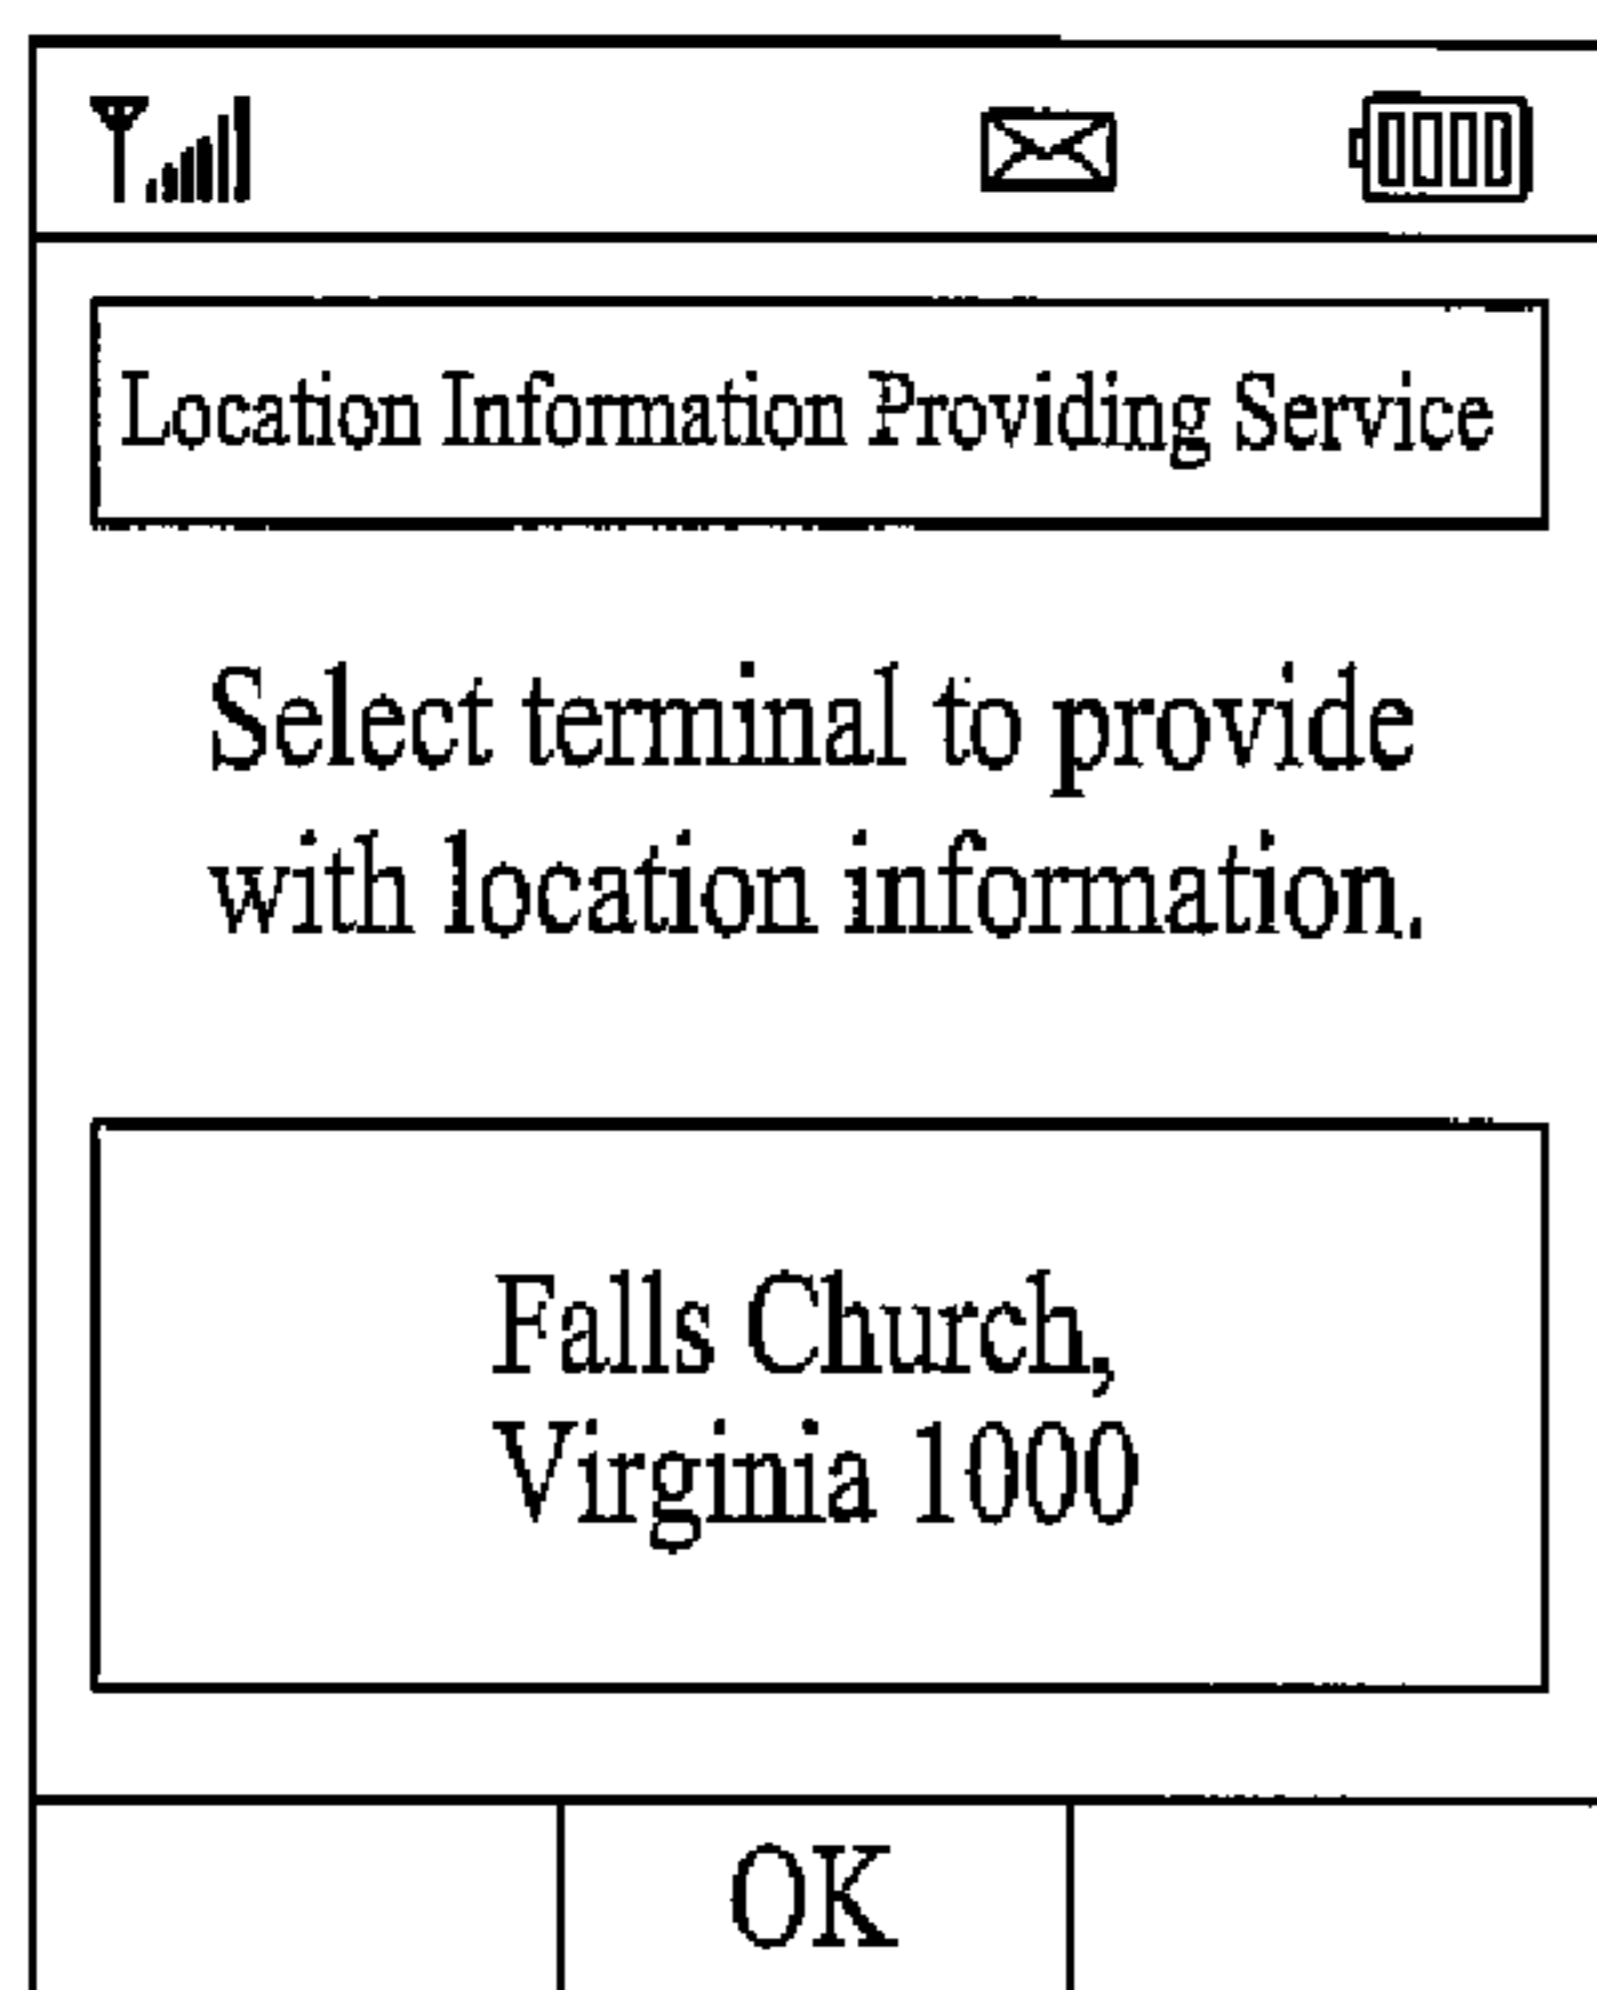 Location Information Providing Service
Select terminal to provide
with location information.
Falls Church,
Virginia 1000
OK